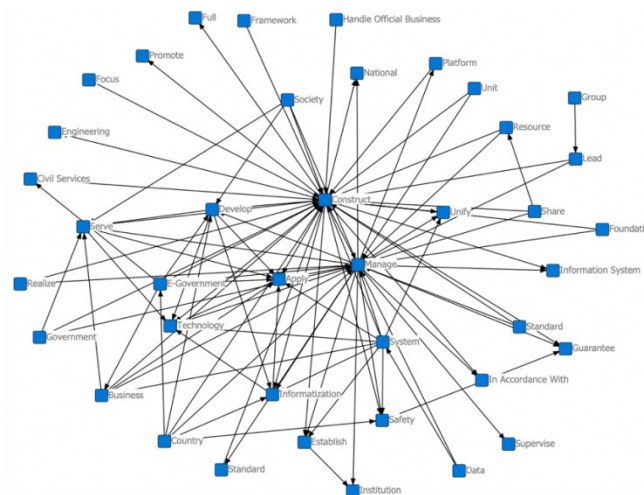 Full
Framework
Handle Official Business
Promote
National
Platform
Focus
Society
Unit
Group
Engineering
Resource
Lead
Civil Services
Construct
Develop
Unify
Share
Serve
Foundati
Manage
Information System
Realize
E-Government
Apply
Technology
Standard
Government
System
Guarantee
Business
Informatization
In Accordance With
Safety
Country
Establish
Supervise
Standard
Data
Institution